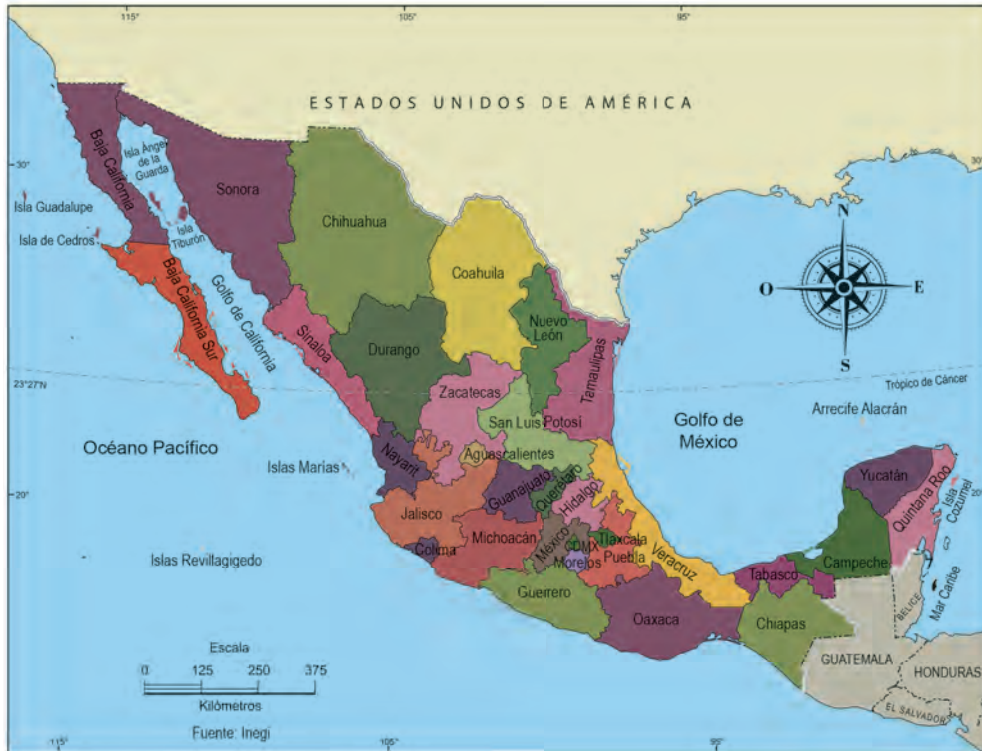 115°
105°
95°
ESTADOS UNIDOS DE AMÉRICA
Baja California
Isla Ángel
de la
Guarda
30°
30°
Sonora
Isla Guadalupe
Isla
Tiburón
Chihuahua
N
Isla de Cedros
Coahuila
Baja California Sur
Golfo de California
O
E
Nuevo
León
Sinaloa
Durango
S
Tamaulipas
23°27'N
Trópico de Cáncer
Zacatecas
Arrecife Alacrán
San Luis Potosí
Golfo de
México
Océano Pacífico
Nayarit
Aguascalientes
Islas Marías
Yucatán
Guanajuato
Querétaro
Quintana Roo
Isla
Cozumel
20°
Hidalgo
Jalisco
Michoacán
México
Tlaxcala
Colima
CDMX
Puebla
Morelos
Veracruz
Campeche
Islas Revillagigedo
Tabasco
Mar Caribe
BELICE
Guerrero
Oaxaca
Chiapas
Escala
GUATEMALA
0 125 250 375
HONDURAS
Kilómetros
EL SALVADOR
Fuente: Inegi
115°
105°
95°